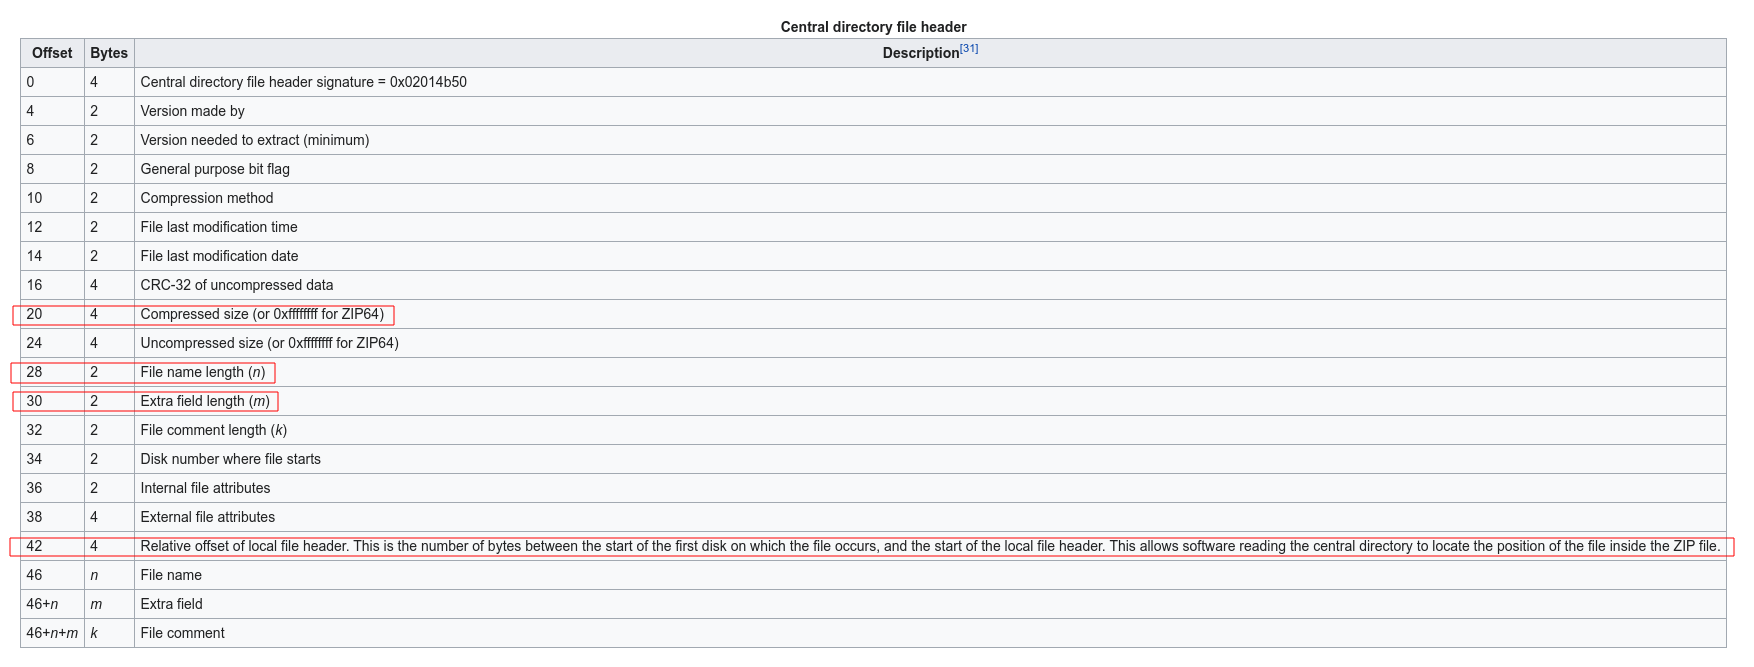 Central directory file header
Offset Bytes Description[31]
0 4 Central directory file header signature = 0x02014b50
4 2 Version made by
6 2 Version needed to extract (minimum)
8 2 General purpose bit flag
10 2 Compression method
12 2 File last modification time
14 2 File last modification date
16 4 CRC-32 of uncompressed data
20 4 Compressed size (or 0xffffffff for ZIP64)
24 4 Uncompressed size (or 0xffffffff for ZIP64)
28 2 File name length (n)
30 2 Extra field length (m)
32 2 File comment length (k)
34 2 Disk number where file starts
36 2 Internal file attributes
38 4 External file attributes
42 4 Relative offset of local file header. This is the number of bytes between the start of the first disk on which the file occurs, and the start of the local file header. This allows software reading the central directory to locate the position of the file inside the ZIP file.
46 n File name
46+n m Extra field
46+n+m k File comment